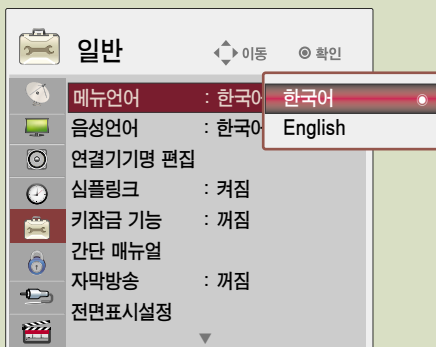 일반 이동 확인
메뉴언어 : 한국어 한국어
음성언어 : 한국어 English
연결기기명 편집
심플링크 : 켜짐
키잠금 기능 : 꺼짐
간단 매뉴얼
자막방송 : 꺼짐
전면표시설정